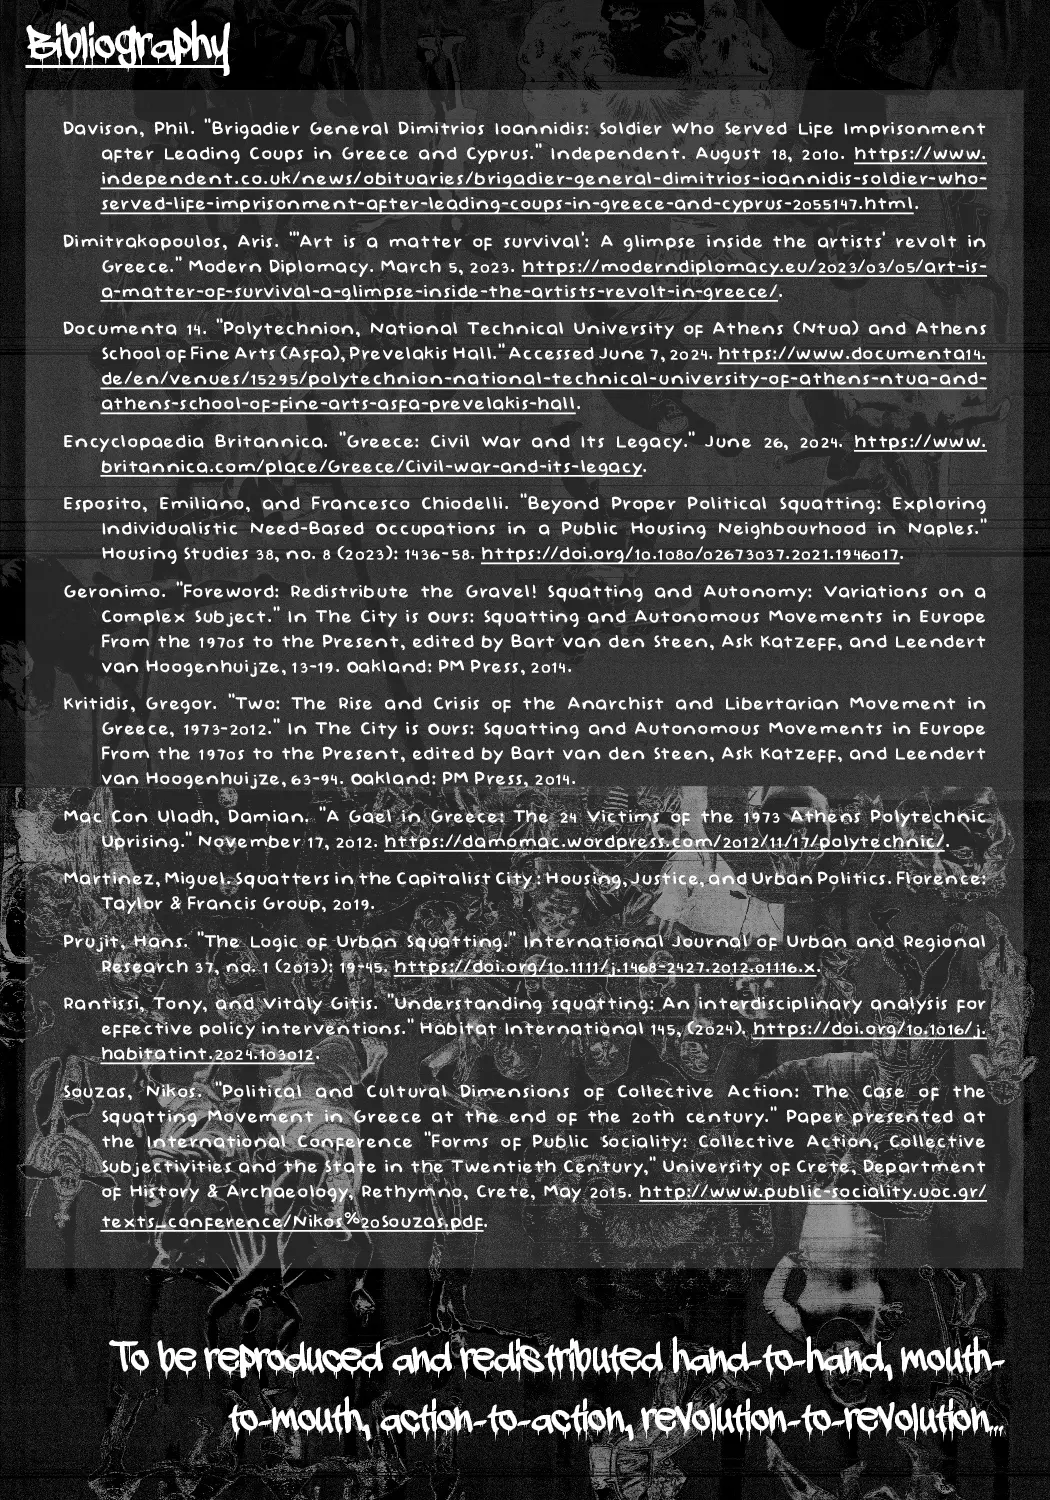 Bibliography
Davison, Phil. "Brigadier General Dimitrios Ioannidis: Soldier Who Served Life Imprisonment
after Leading Coups in Greece and Cyprus." Independent. August 18, 2010. https://www.
independent.co.uk/news/obituaries/brigadier-general-dimitrios-ioannidis-soldier-who-
served-life-imprisonment-after-leading-coups-in-greece-and-cyprus-2055147.html.
Dimitrakopoulos, Aris. "'Art is a matter of survival': A glimpse inside the artists' revolt in
Greece." Modern Diplomacy. March 5, 2023. https://moderndiplomacy.eu/2023/03/05/art-is-
a-matter-of-survival-a-glimpse-inside-the-artists-revolt-in-greece/.
Documenta 14. "Polytechnion, National Technical University of Athens (Ntua) and Athens
School of Fine Arts (Asfa), Prevelakis Hall." Accessed June 7, 2024. https://www.documenta14.
de/en/venues/15295/polytechnion-national-technical-university-of-athens-ntua-and-
athens-school-of-fine-arts-asfa-prevelakis-hall.
Encyclopaedia Britannica. "Greece: Civil War and Its Legacy." June 26, 2024. https://www.
britannica.com/place/Greece/Civil-war-and-its-legacy.
Esposito, Emiliano, and Francesco Chiodelli. "Beyond Proper Political Squatting: Exploring
Individualistic Need-Based Occupations in a Public Housing Neighbourhood in Naples."
Housing Studies 38, no. 8 (2023): 1436-58. https://doi.org/10.1080/02673037.2021.1946017.
Geronimo. "Foreword: Redistribute the Gravel! Squatting and Autonomy: Variations on a
Complex Subject." In The City is Ours: Squatting and Autonomous Movements in Europe
From the 1970s to the Present, edited by Bart van den Steen, Ask Katzeff, and Leendert
van Hoogenhuijze, 13-19. Oakland: PM Press, 2014.
Kritidis, Gregor. "Two: The Rise and Crisis of the Anarchist and Libertarian Movement in
Greece, 1973-2012." In The City is Ours: Squatting and Autonomous Movements in Europe
From the 1970s to the Present, edited by Bart van den Steen, Ask Katzeff, and Leendert
van Hoogenhuijze, 63-94. Oakland: PM Press, 2014.
Mac Con Uladh, Damian. "A Gael in Greece: The 24 Victims of the 1973 Athens Polytechnic
Uprising." November 17, 2012. https://damomac.wordpress.com/2012/11/17/polytechnic/.
Martínez, Miguel. Squatters in the Capitalist City : Housing, Justice, and Urban Politics. Florence:
Taylor & Francis Group, 2019.
Prujit, Hans. "The Logic of Urban Squatting." International Journal of Urban and Regional
Research 37, no. 1 (2013): 19-45. https://doi.org/10.1111/j.1468-2427.2012.01116.x.
Rantissi, Tony, and Vitaly Gitis. "Understanding squatting: An interdisciplinary analysis for
effective policy interventions." Habitat International 145, (2024). https://doi.org/10.1016/j.
habitatint.2024.103012.
Souzas, Nikos. "Political and Cultural Dimensions of Collective Action: The Case of the
Squatting Movement in Greece at the end of the 20th century." Paper presented at
the International Conference "Forms of Public Sociality: Collective Action, Collective
Subjectivities and the State in the Twentieth Century," University of Crete, Department
of History & Archaeology, Rethymno, Crete, May 2015. http://www.public-sociality.uoc.gr/
texts_conference/Nikos%20Souzas.pdf.
To be reproduced and redistributed hand-to-hand, mouth-
to-mouth, action-to-action, revolution-to-revolution...